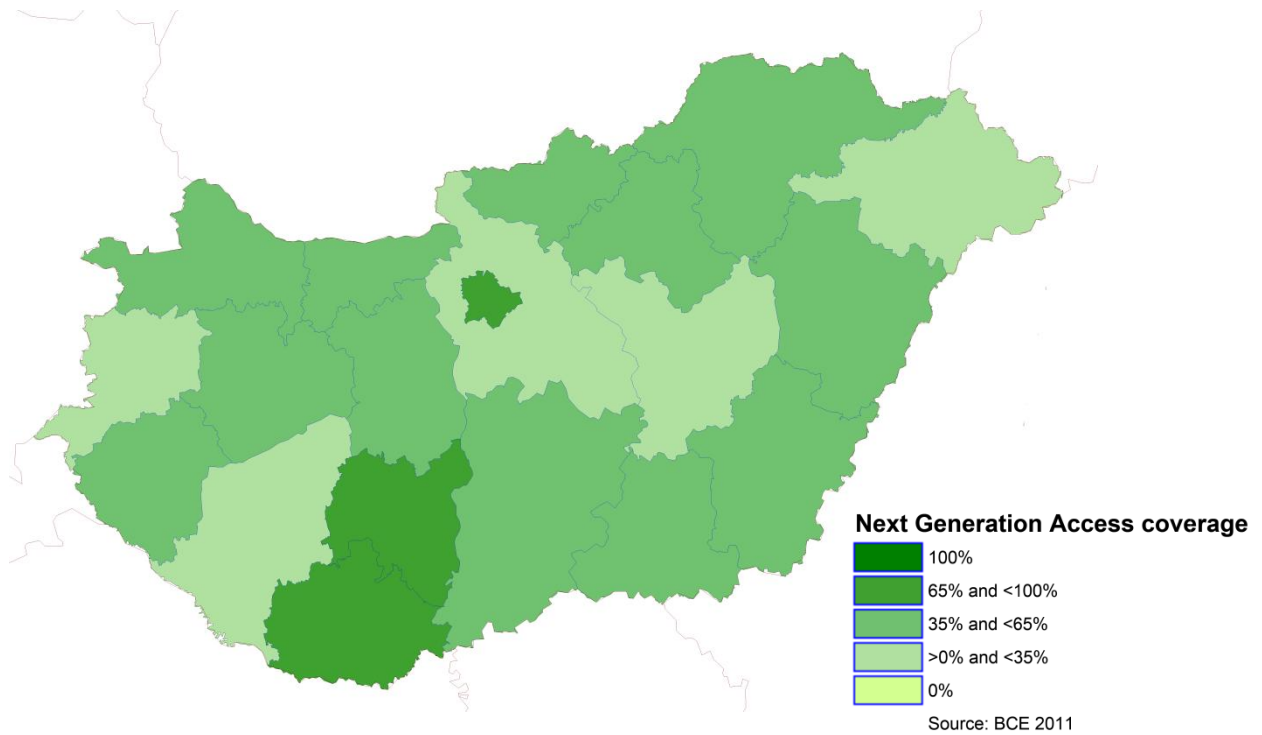 Next Generation Access coverage
100%
65% and <100%
35% and <65%
>0% and <35%
0%
Source: BCE 2011